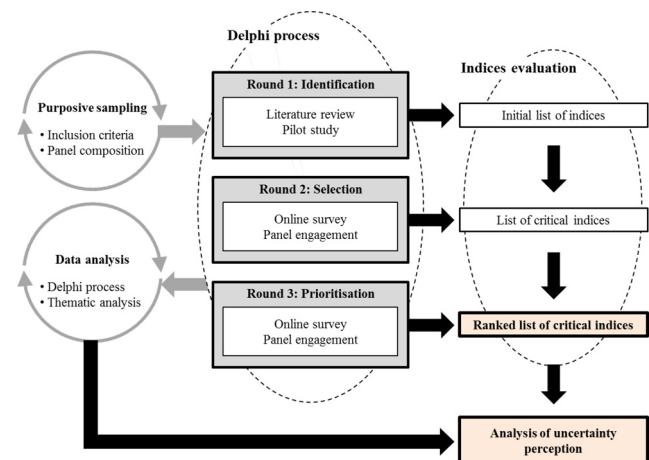 Delphi process
Indices evaluation
Purposive sampling
• Inclusion criteria
• Panel composition
Round 1: Identification
Literature review
Pilot study
Initial list of indices
Round 2: Selection
Online survey
Panel engagement
List of critical indices
Data analysis
• Delphi process
• Thematic analysis
Round 3: Prioritisation
Online survey
Panel engagement
Ranked list of critical indices
Analysis of uncertainty
perception